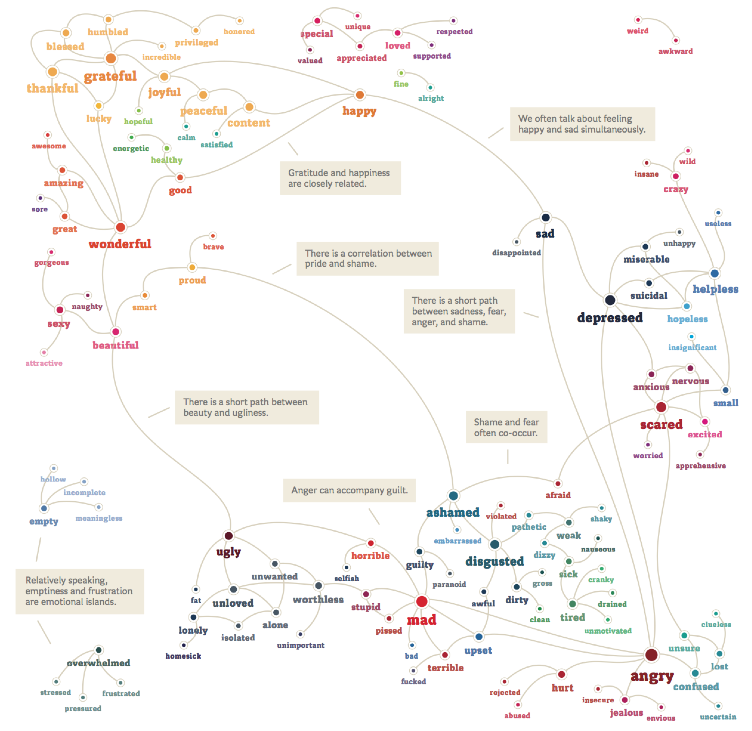 humbled
honored
blessed
privileged
incredible
grateful
thankful
joyful
lucky
hopeful
peaceful
content
calm
satisfied
happy
awesome
energetic
healthy
amazing
good
sore
great
wonderful
special
unique
valued
appreciated
loved
respected
supported
fine
alright
weird
awkward
We often talk about feeling
happy and sad simultaneously.
Gratitude and happiness
are closely related.
wild
insane
crazy
useless
sad
disappointed
unhappy
miserable
suicidal
helpless
depressed
hopeless
insignificant
brave
There is a correlation between
pride and shame.
proud
gorgeous
naughty
smart
sexy
beautiful
attractive
There is a short path
between sadness, fear,
anger, and shame.
nervous
anxious
small
scared
excited
worried
apprehensive
There is a short path between
beauty and ugliness.
Shame and fear
often co-occur.
hollow
incomplete
empty
meaningless
Anger can accompany guilt.
afraid
ashamed
violated
pathetic
shaky
weak
embarrassed
disgusted
dizzy
nauseous
ugly
horrible
guilty
selfish
paranoid
sick
cranky
gross
unwanted
Relatively speaking,
emptiness and frustration
are emotional islands.
fat
unloved
worthless
stupid
mad
awful
dirty
drained
tired
clueless
lonely
alone
isolated
pissed
clean
unmotivated
homesick
unimportant
bad
upset
unsure
overwhelmed
terrible
lost
angry
fucked
hurt
confused
stressed
frustrated
pressured
rejected
insecure
abused
jealous
envious
uncertain